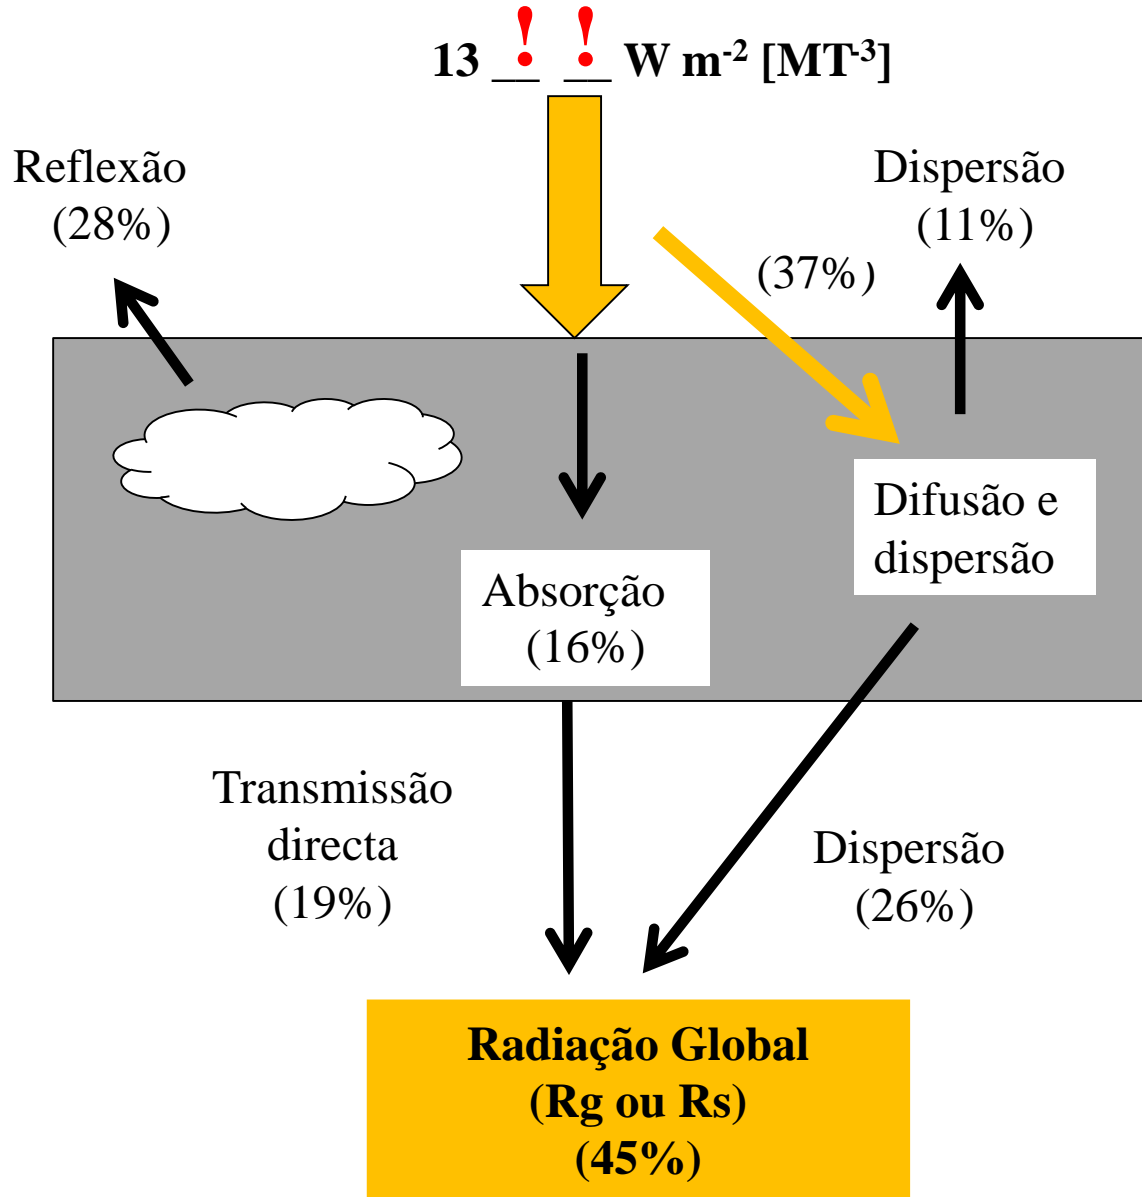 13 __ __ W m-2 [MT-3]
! !
Reflexão
(28%)
Dispersão
(11%)
(37%)
Difusão e
dispersão
Absorção
(16%)
Transmissão
directa
(19%)
Dispersão
(26%)
Radiação Global
(Rg ou Rs)
(45%)